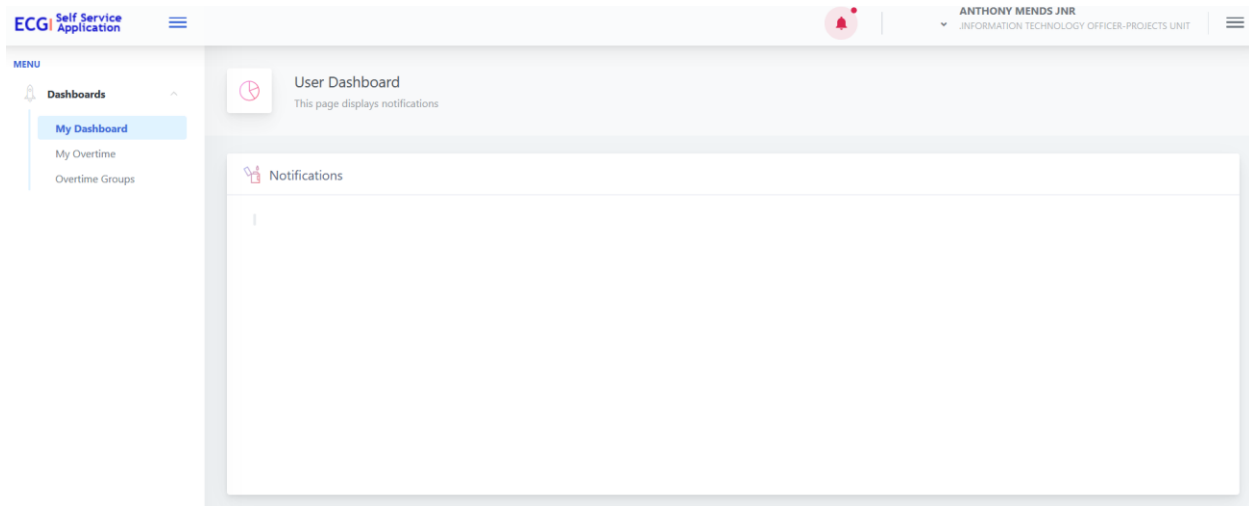 ECG Self Service
Application
ANTHONY MENDS JNR
.INFORMATION TECHNOLOGY OFFICER-PROJECTS UNIT
MENU
Dashboards
My Dashboard
My Overtime
Overtime Groups
User Dashboard
This page displays notifications
Notifications